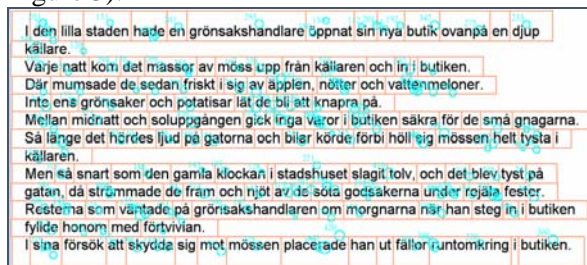 I den lilla staden hade en grönsakshandlare öppnat sin nya butik ovanpå en djup
källare.
Varje natt kom det massor av möss upp från källaren och in i butiken.
Där mumsade de sedan friskt i sig av äpplen, nötter och vattenmeloner.
Inte ens grönsaker och potatisar lät de bli att knapra på.
Mellan midnatt och soluppgången gick inga varor i butiken säkra för de små gnagarna.
Så länge det hördes ljud på gatorna och bilar körde förbi höll sig mössen helt tysta i
källaren.
Men så snart som den gamla klockan i stadshuset slagit tolv, och det blev tyst på
gatan, då strömmade de fram och njöt av de söta godsakerna under rejäla fester.
Resterna som väntade på grönsakshandlaren om morgnarna när han steg in i butiken
fyllde honom med förtvivlan.
I sina försök att skydda sig mot mössen placerade han ut fällor runtomkring i butiken.